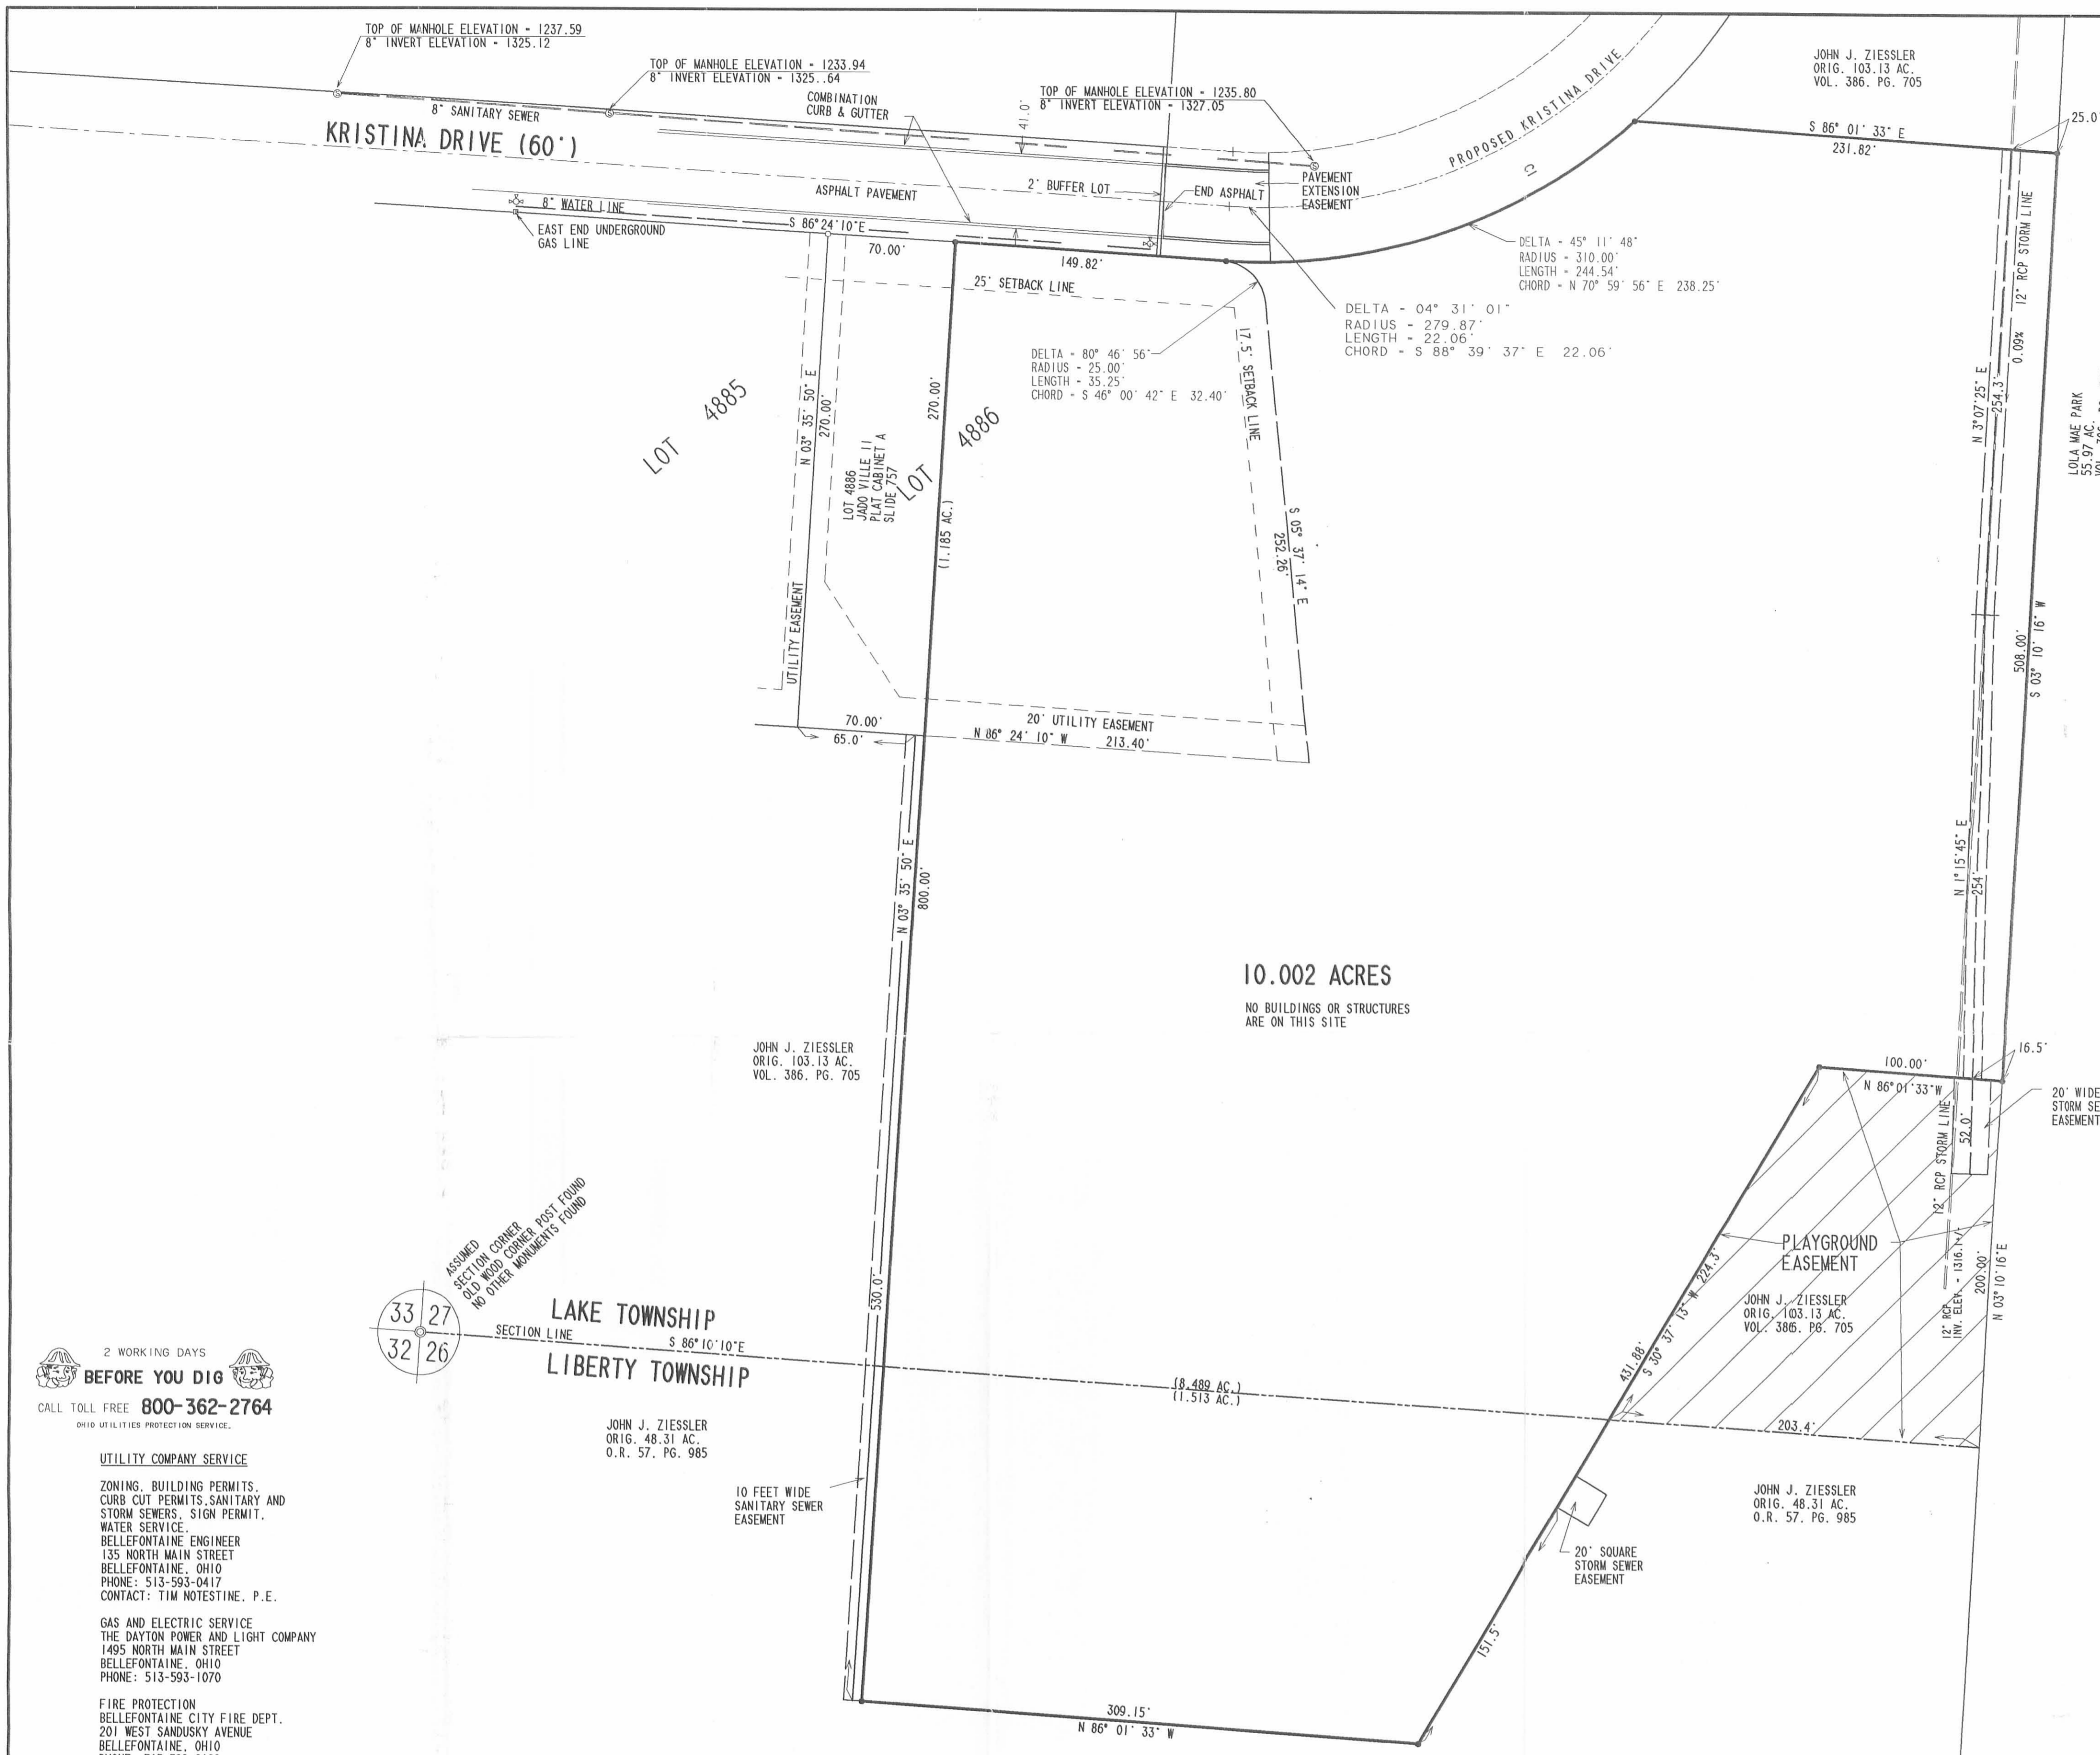 TOP OF MANHOLE ELEVATION - 1237.59
8" INVERT ELEVATION - 1325.12
TOP OF MANHOLE ELEVATION - 1233.94
8" INVERT ELEVATION - 1325..64
COMBINATION
CURB & GUTTER
TOP OF MANHOLE ELEVATION - 1235.80
8" INVERT ELEVATION - 1327.05
41.0'
JOHN J. ZIESSLER
ORIG. 103.13 AC.
VOL. 386. PG. 705
25.0'
8" SANITARY SEWER
KRISTINA DRIVE (60')
PROPOSED KRISTINA DRIVE
S 86° 01' 33" E
231.82'
ASPHALT PAVEMENT
2' BUFFER LOT
END ASPHALT
PAVEMENT
EXTENSION
EASEMENT
8" WATER LINE
EAST END UNDERGROUND
GAS LINE
S 86° 24' 10" E
70.00'
149.82'
25' SETBACK LINE
DELTA - 45° 11' 48"
RADIUS - 310.00'
LENGTH - 244.54'
CHORD - N 70° 59' 56" E 238.25'
DELTA - 04° 31' 01"
RADIUS - 279.87'
LENGTH - 22.06'
CHORD - S 88° 39' 37" E 22.06'
DELTA - 80° 46' 56"
RADIUS - 25.00'
LENGTH - 35.25'
CHORD - S 46° 00' 42" E 32.40'
17.5' SETBACK LINE
12" RCP STORM LINE
0.09%
N 3° 07' 25" E
254.3'
LOLA MAE PARK
55.97 AC.
LOT 4885
N 03° 35' 50" E
270.00'
LOT 4886
JADO VILLE II
PLAT CABINET A
SLIDE 757
LOT 4886
270.00'
(1.185 AC.)
S 05° 37' 14" E
252.26'
UTILITY EASEMENT
508.00'
S 03° 10' 16" W
70.00'
65.0'
20' UTILITY EASEMENT
N 86° 24' 10" W 213.40'
N 03° 35' 50" E
800.00'
N 1° 15' 45" E
254'
10.002 ACRES
NO BUILDINGS OR STRUCTURES
ARE ON THIS SITE
JOHN J. ZIESSLER
ORIG. 103.13 AC.
VOL. 386. PG. 705
100.00'
N 86° 01' 33" W
16.5'
20' WIDE
STORM SE
EASEMENT
12" RCP STORM LINE
52.0'
ASSUMED
SECTION CORNER
OLD WOOD CORNER POST FOUND
NO OTHER MONUMENTS FOUND
33 27
32 26
LAKE TOWNSHIP
SECTION LINE
S 86° 10' 10" E
LIBERTY TOWNSHIP
530.0'
PLAYGROUND
EASEMENT
JOHN J. ZIESSLER
ORIG. 103.13 AC.
VOL. 386. PG. 705
12" RCP
INV. ELEV. - 1316.1+/-
200.00'
N 03° 10' 16" E
224.3'
431.88'
S 30° 37' 13" W
(8.489 AC.)
(1.513 AC.)
203.4'
2 WORKING DAYS
BEFORE YOU DIG
CALL TOLL FREE 800-362-2764
OHIO UTILITIES PROTECTION SERVICE.
JOHN J. ZIESSLER
ORIG. 48.31 AC.
O.R. 57. PG. 985
10 FEET WIDE
SANITARY SEWER
EASEMENT
JOHN J. ZIESSLER
ORIG. 48.31 AC.
O.R. 57. PG. 985
20' SQUARE
STORM SEWER
EASEMENT
151.5'
309.15'
N 86° 01' 33" W
UTILITY COMPANY SERVICE
ZONING. BUILDING PERMITS.
CURB CUT PERMITS,SANITARY AND
STORM SEWERS, SIGN PERMIT.
WATER SERVICE.
BELLEFONTAINE ENGINEER
135 NORTH MAIN STREET
BELLEFONTAINE. OHIO
PHONE: 513-593-0417
CONTACT: TIM NOTESTINE. P.E.
GAS AND ELECTRIC SERVICE
THE DAYTON POWER AND LIGHT COMPANY
1495 NORTH MAIN STREET
BELLEFONTAINE. OHIO
PHONE: 513-593-1070
FIRE PROTECTION
BELLEFONTAINE CITY FIRE DEPT.
201 WEST SANDUSKY AVENUE
BELLEFONTAINE, OHIO